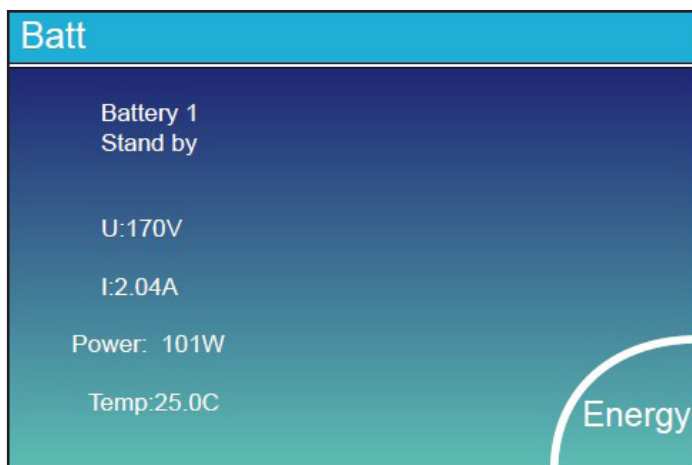 Batt
Battery 1
Stand by
U:170V
I:2.04A
Power: 101W
Temp:25.0C
Energy